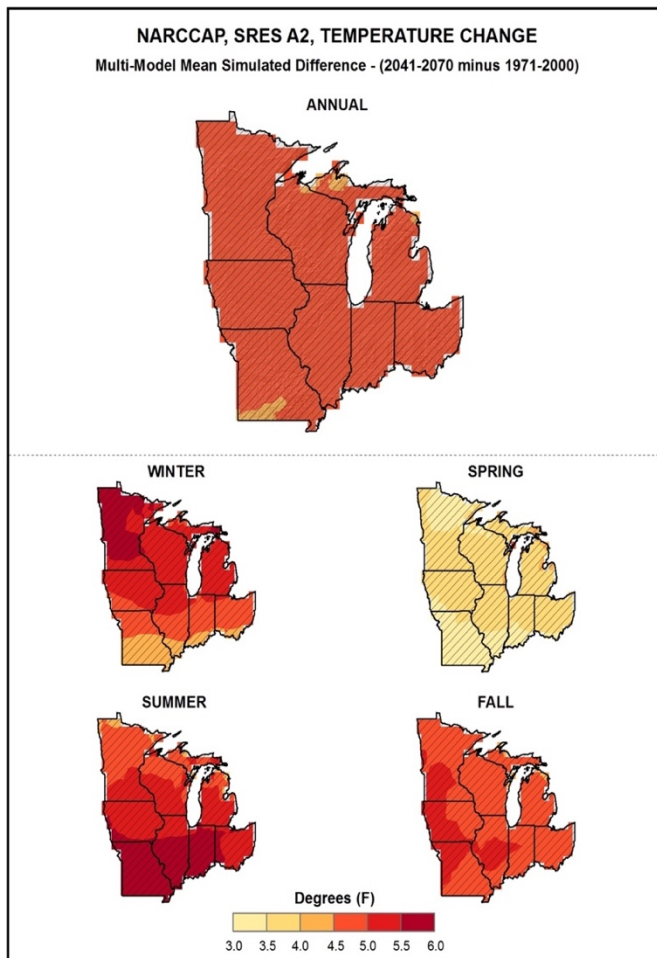 NARCCAP, SRES A2, TEMPERATURE CHANGE
Multi-Model Mean Simulated Difference - (2041-2070 minus 1971-2000)
ANNUAL
WINTER
SPRING
SUMMER
FALL
Degrees (F)
3.0 3.5 4.0 4.5 5.0 5.5 6.0